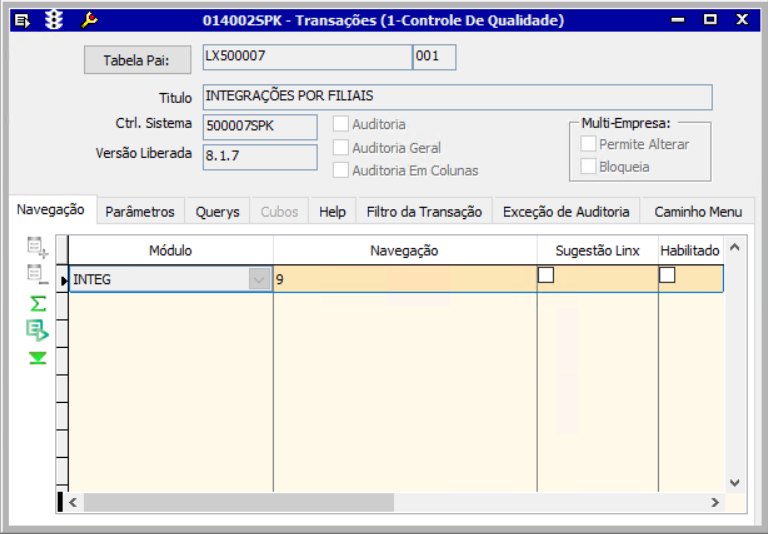 014002SPK - Transações (1-Controle De Qualidade)
Tabela Pai: LX500007 001
Titulo INTEGRAÇÕES POR FILIAIS
Ctrl. Sistema 500007SPK Auditoria Multi-Empresa:
Versão Liberada 8.1.7 Auditoria Geral Permite Alterar
Auditoria Em Colunas Bloqueia
Navegação Parâmetros Querys Cubos Help Filtro da Transação Exceção de Auditoria Caminho Menu
Módulo Navegação Sugestão Linx Habilitado
INTEG 9